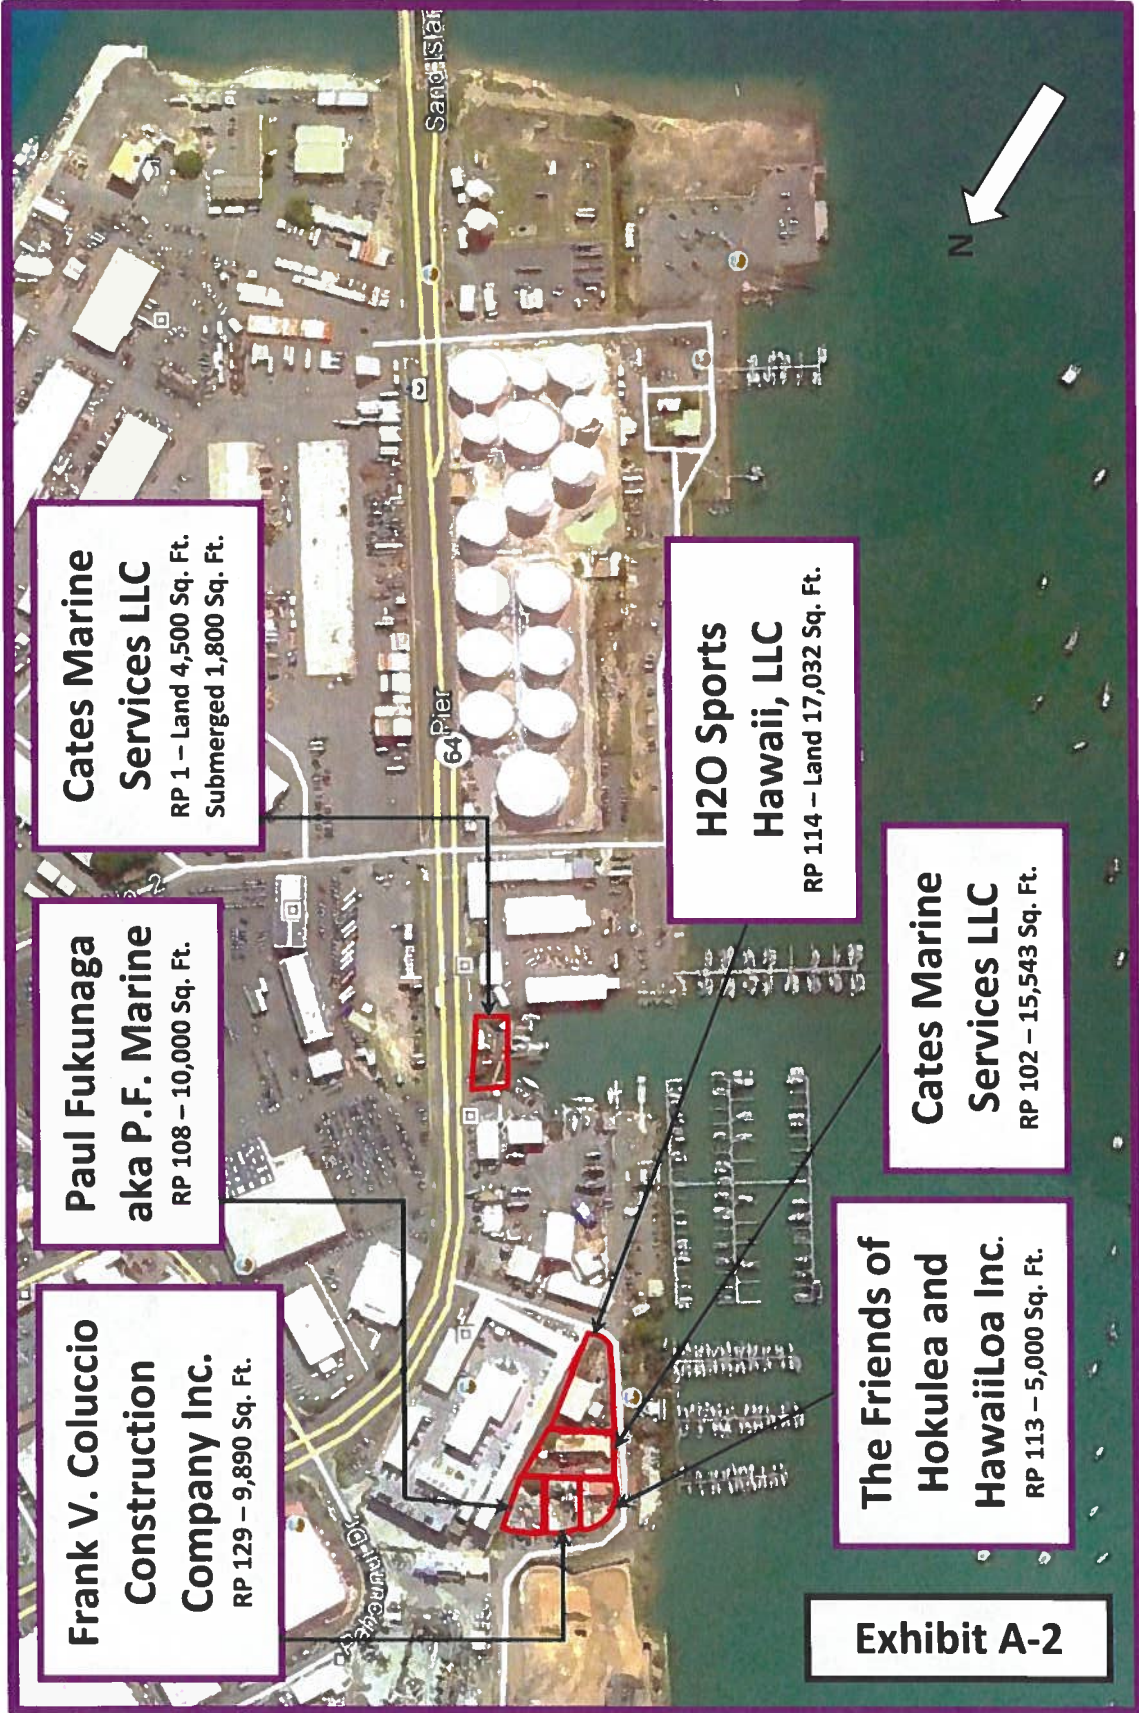 Frank V. Coluccio
Construction
Company Inc.
RP 129 – 9,890 Sq. Ft.
Paul Fukunaga
aka P.F. Marine
RP 108 – 10,000 Sq. Ft.
Cates Marine
Services LLC
RP 1 – Land 4,500 Sq. Ft.
Submerged 1,800 Sq. Ft.
64
Pier
Sand Islan
H2O Sports
Hawaii, LLC
RP 114 – Land 17,032 Sq. Ft.
The Friends of
Hokulea and
HawaiiLoa Inc.
RP 113 – 5,000 Sq. Ft.
Cates Marine
Services LLC
RP 102 – 15,543 Sq. Ft.
N
Exhibit A-2